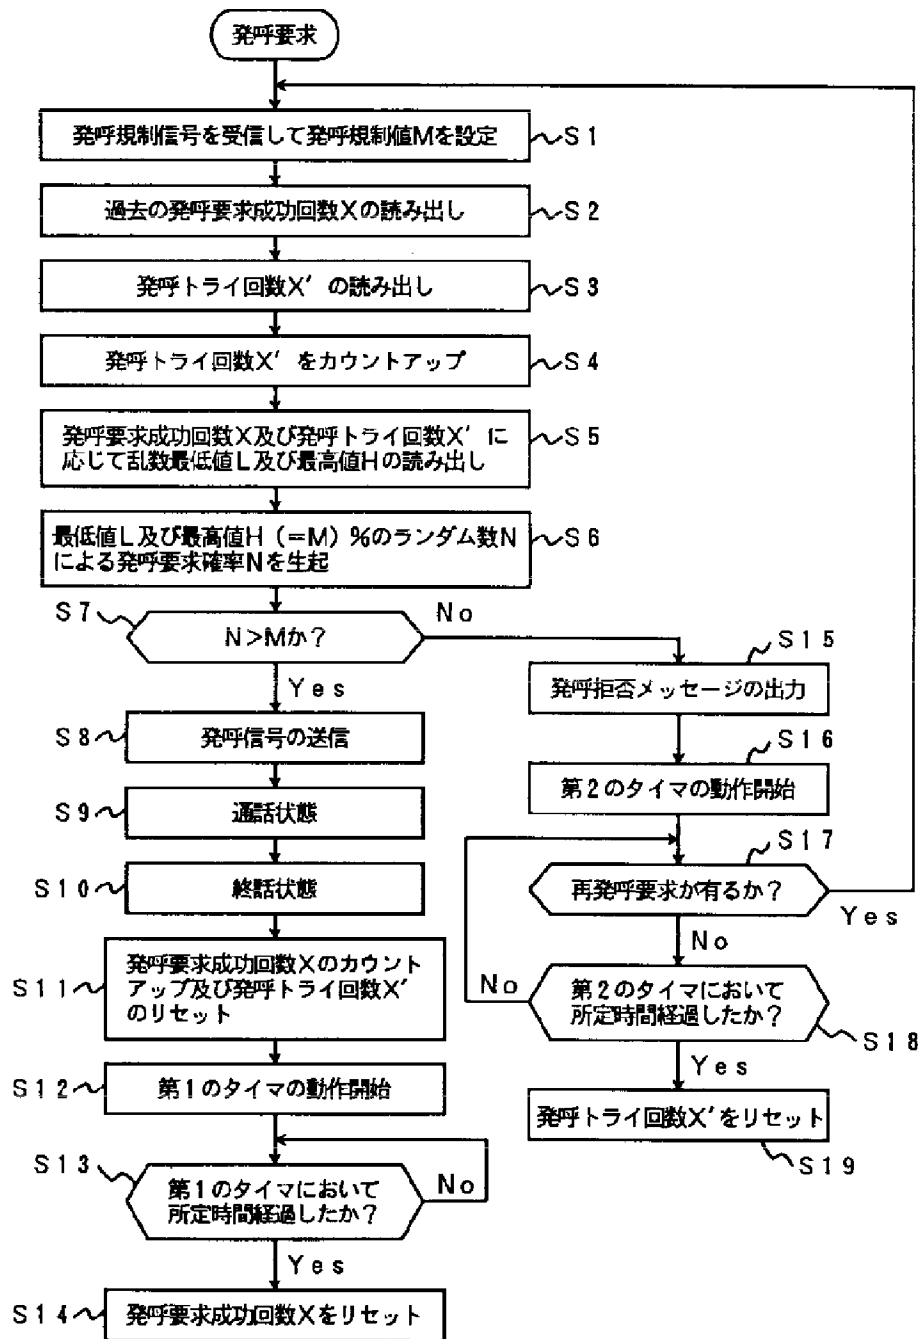 発呼要求
発呼規制信号を受信して発呼規制値Mを設定
S1
過去の発呼要求成功回数Xの読み出し
S2
発呼トライ回数X′の読み出し
S3
発呼トライ回数X′をカウントアップ
S4
発呼要求成功回数X及び発呼トライ回数X′に
応じて乱数最低値L及び最高値Hの読み出し
S5
最低値L及び最高値H(=M)%のランダム数N
による発呼要求確率Nを生起
S6
S7
N>Mか?
No
Yes
S8
発呼信号の送信
S9
通話状態
S10
終話状態
S11
発呼要求成功回数Xのカウント
アップ及び発呼トライ回数X′
のリセット
S12
第1のタイマの動作開始
S13
第1のタイマにおいて
所定時間経過したか?
No
Yes
S14
発呼要求成功回数Xをリセット
S15
発呼拒否メッセージの出力
S16
第2のタイマの動作開始
S17
再発呼要求が有るか?
Yes
No
第2のタイマにおいて
所定時間経過したか?
No
S18
Yes
発呼トライ回数X′をリセット
S19